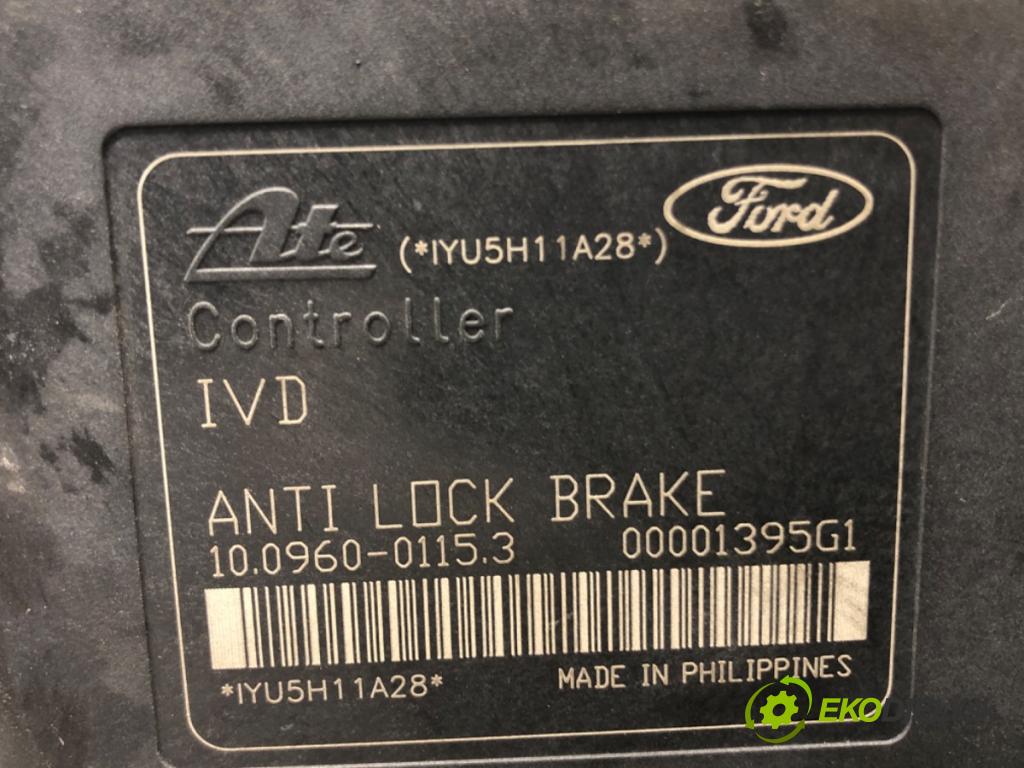 Ate (*IYU5H11A28*) Ford
Controller
IVD
ANTI LOCK BRAKE
10.0960-0115.3 00001395G1
*IYU5H11A28* MADE IN PHILIPPINES
EKO